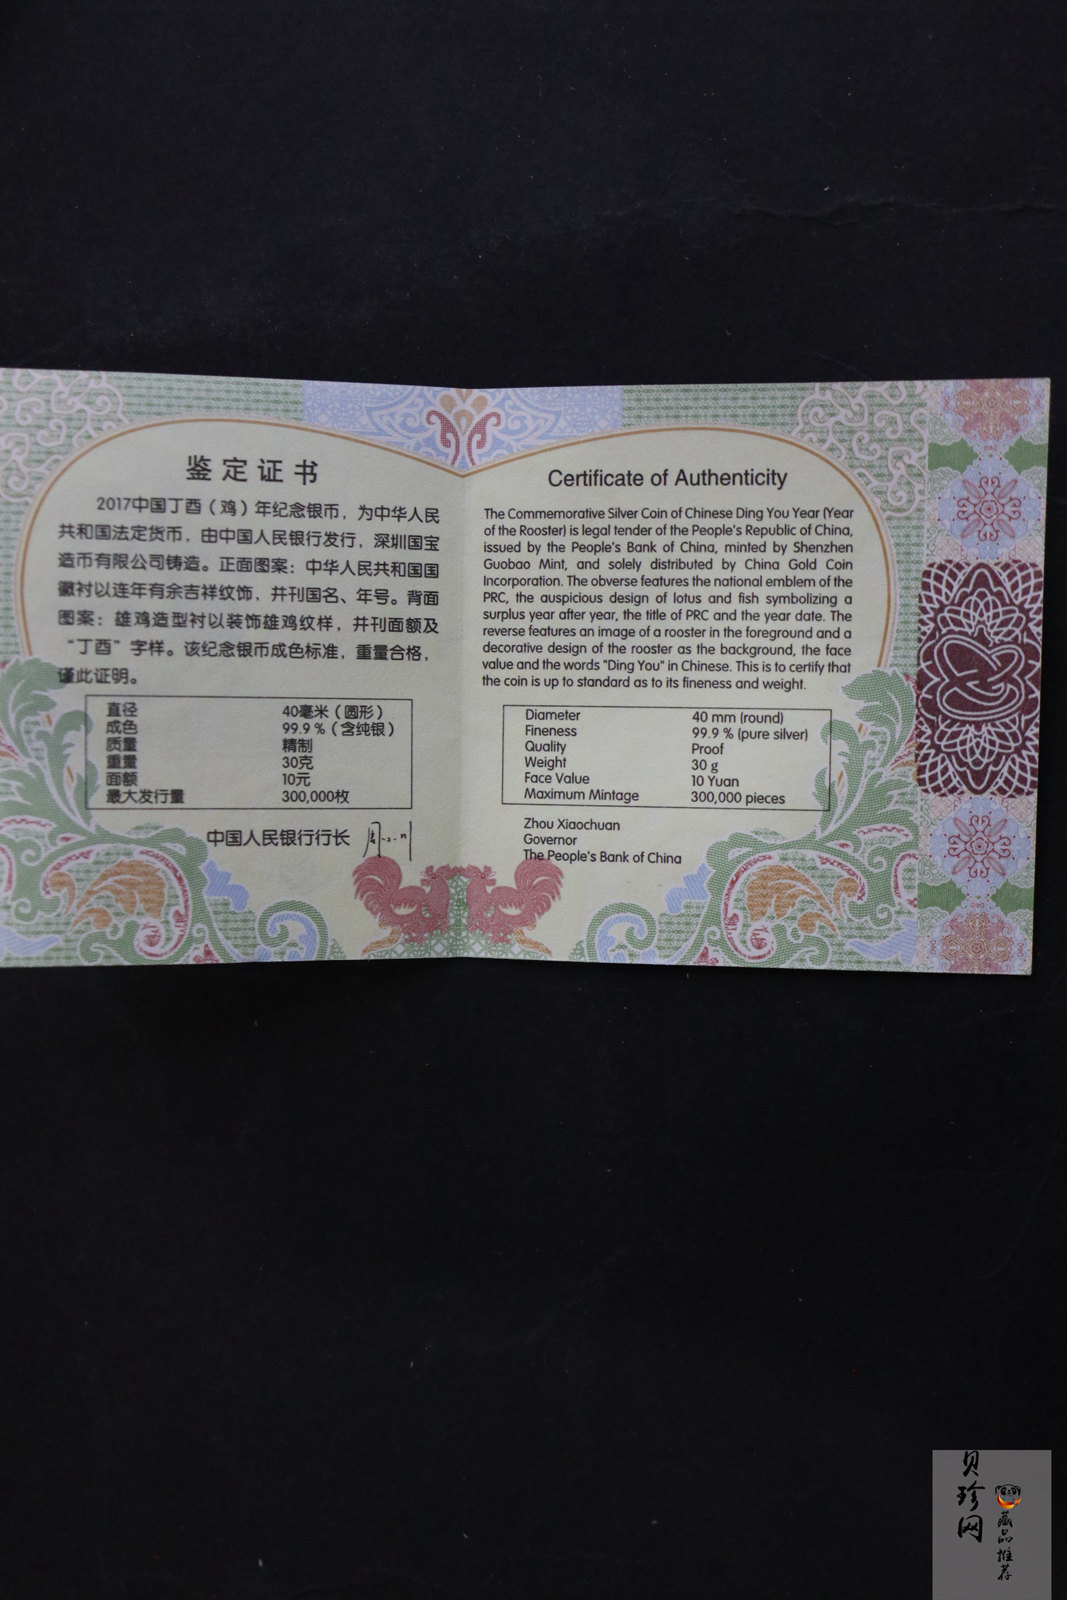 鉴定证书
2017中国丁酉（鸡）年纪念银币，为中华人民
共和国法定货币，由中国人民银行发行，深圳国宝
造币有限公司铸造。正面图案：中华人民共和国国
徽衬以连年有余吉祥纹饰，并刊国名、年号。背面
图案：雄鸡造型衬以装饰雄鸡纹样，并刊面额及
“丁酉”字样。该纪念银币成色标准，重量合格，
谨此证明。
直径 40毫米（圆形）
成色 99.9％（含纯银）
质量 精制
重量 30克
面额 10元
最大发行量 300,000枚
中国人民银行行长
Certificate of Authenticity
The Commemorative Silver Coin of Chinese Ding You Year (Year
of the Rooster) is legal tender of the People's Republic of China,
issued by the People's Bank of China, minted by Shenzhen
Guobao Mint, and solely distributed by China Gold Coin
Incorporation. The obverse features the national emblem of the
PRC, the auspicious design of lotus and fish symbolizing a
surplus year after year, the title of PRC and the year date. The
reverse features an image of a rooster in the foreground and a
decorative design of the rooster as the background, the face
value and the words "Ding You" in Chinese. This is to certify that
the coin is up to standard as to its fineness and weight.
Diameter 40 mm (round)
Fineness 99.9 % (pure silver)
Quality Proof
Weight 30 g
Face Value 10 Yuan
Maximum Mintage 300,000 pieces
Zhou Xiaochuan
Governor
The People's Bank of China
贝珍网
藏品推荐